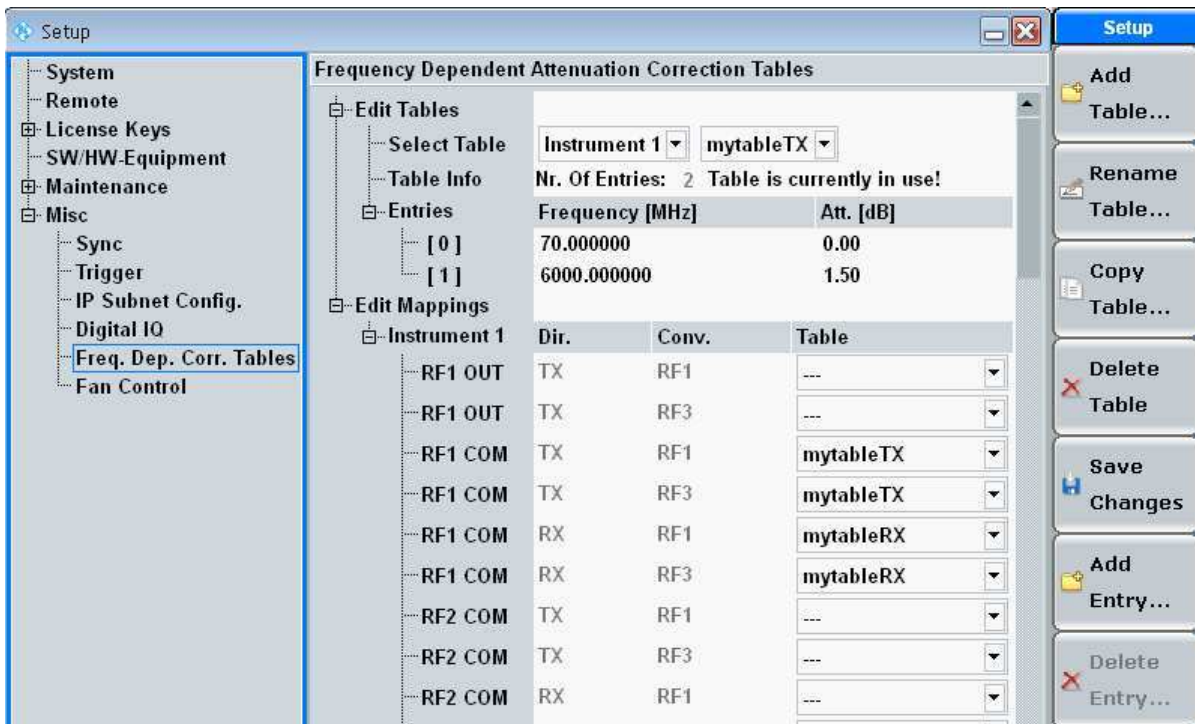 Setup
System
Remote
License Keys
SW/HW-Equipment
Maintenance
Misc
Sync
Trigger
IP Subnet Config.
Digital IQ
Freq. Dep. Corr. Tables
Fan Control
Frequency Dependent Attenuation Correction Tables
Edit Tables
Select Table Instrument 1 mytableTX
Table Info Nr. Of Entries: 2 Table is currently in use!
Entries Frequency [MHz] Att. [dB]
[ 0 ] 70.000000 0.00
[ 1 ] 6000.000000 1.50
Edit Mappings
Instrument 1 Dir. Conv. Table
RF1 OUT TX RF1 ---
RF1 OUT TX RF3 ---
RF1 COM TX RF1 mytableTX
RF1 COM TX RF3 mytableTX
RF1 COM RX RF1 mytableRX
RF1 COM RX RF3 mytableRX
RF2 COM TX RF1 ---
RF2 COM TX RF3 ---
RF2 COM RX RF1 ---
Setup
Add
Table...
Rename
Table...
Copy
Table...
Delete
Table
Save
Changes
Add
Entry...
Delete
Entry...